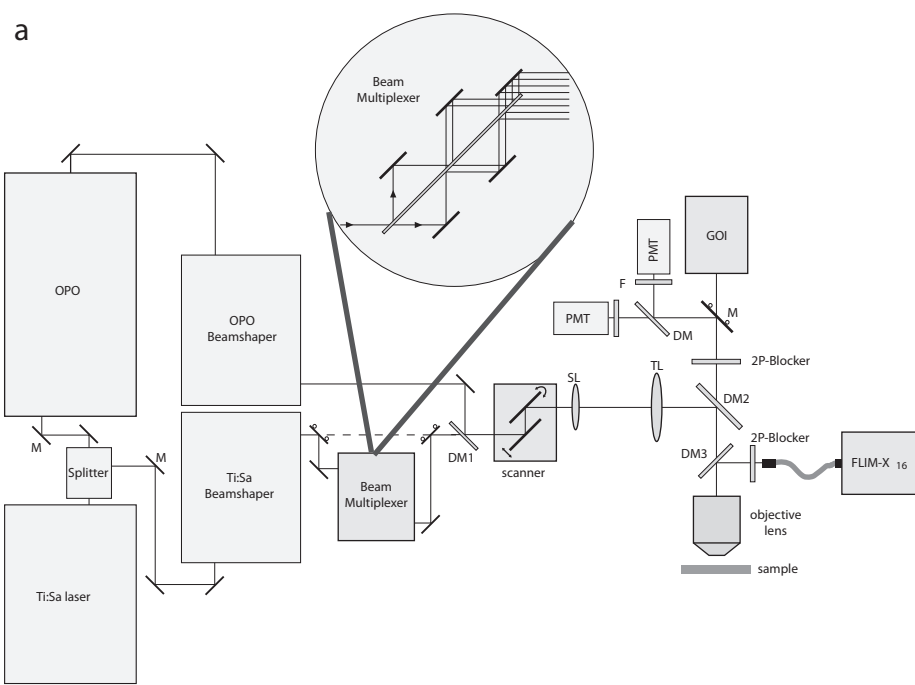 a
Beam
Multiplexer
OPO
OPO
Beamshaper
M
Splitter
M
Ti:Sa
Beamshaper
Ti:Sa laser
Beam
Multiplexer
DM1
scanner
SL
TL
PMT
F
PMT
DM
GOI
M
2P-Blocker
DM2
DM3
2P-Blocker
FLIM-X 16
objective
lens
sample